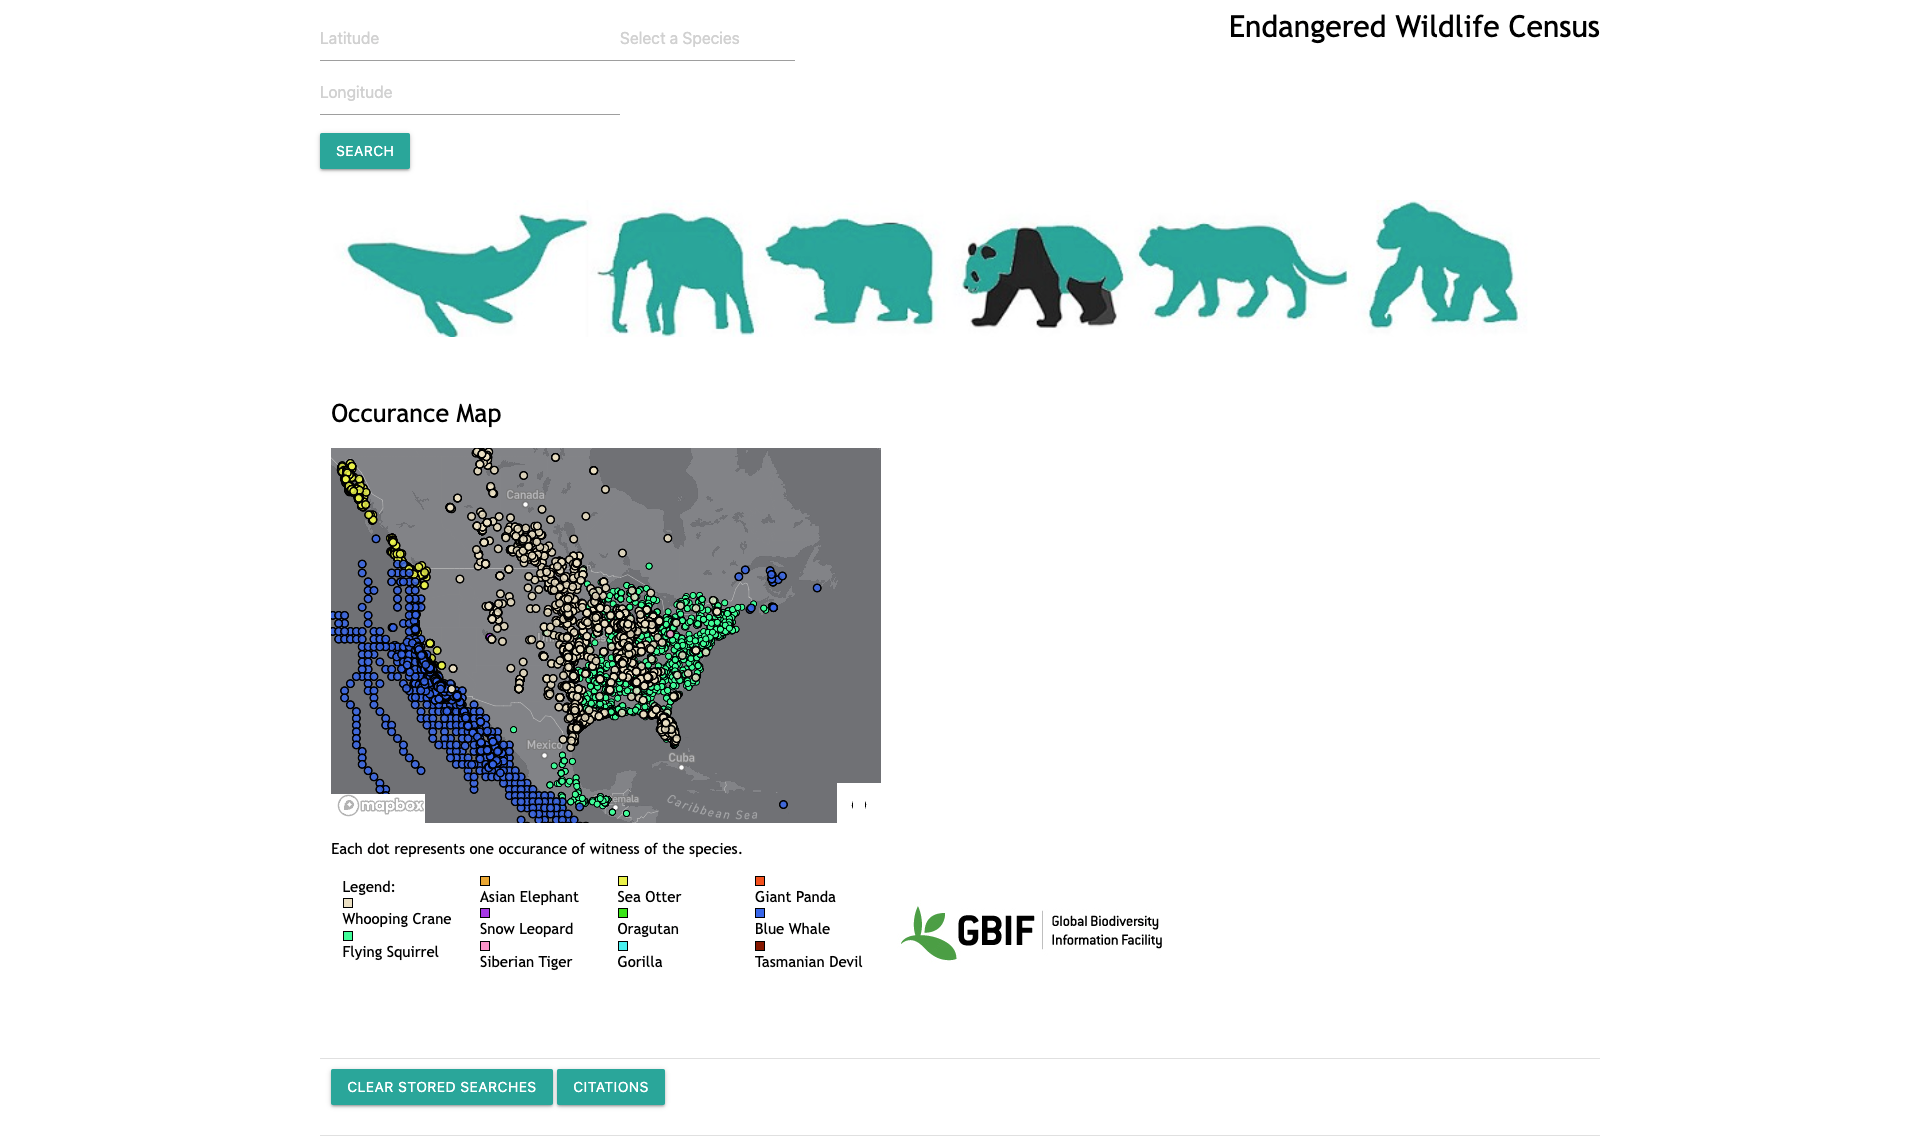 Latitude
Select a Species
Endangered Wildlife Census
Longitude
SEARCH
Occurance Map
Canada
Mexico
Cuba
Caribbean Sea
mapbox
Each dot represents one occurance of witness of the species.
Legend:
Whooping Crane
Flying Squirrel
Asian Elephant
Snow Leopard
Siberian Tiger
Sea Otter
Oragutan
Gorilla
Giant Panda
Blue Whale
Tasmanian Devil
GBIF
Global Biodiversity
Information Facility
CLEAR STORED SEARCHES
CITATIONS